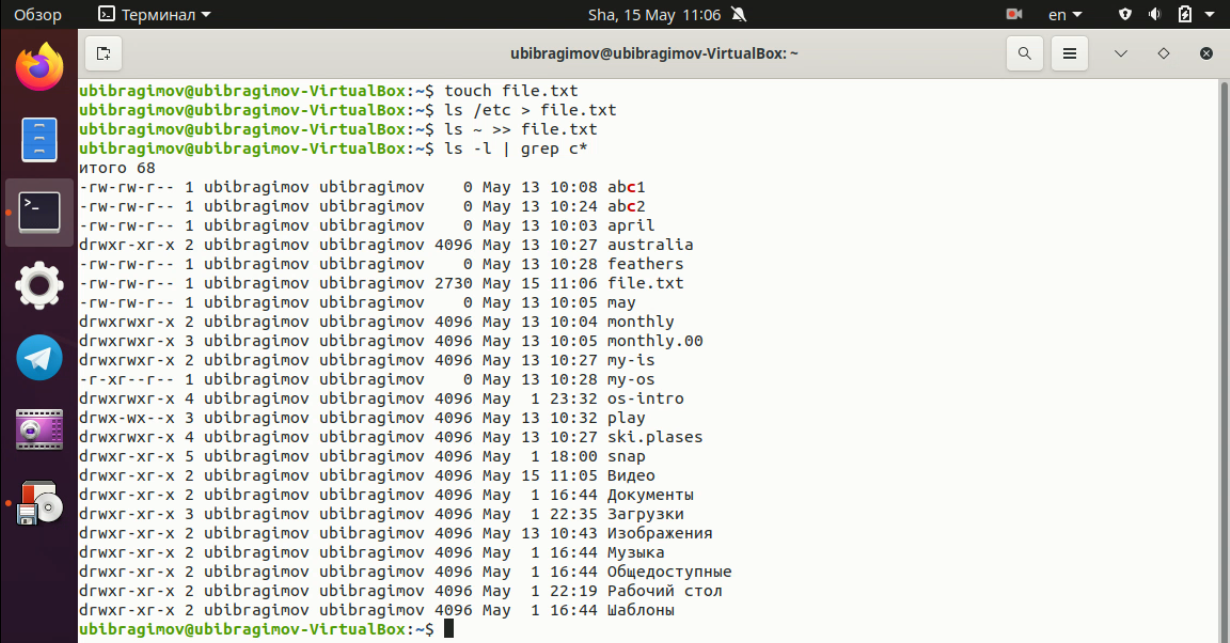 Обзор Терминал Sha, 15 May 11:06 en
ubibragimov@ubibragimov-VirtualBox: ~
ubibragimov@ubibragimov-VirtualBox:~$ touch file.txt
ubibragimov@ubibragimov-VirtualBox:~$ ls /etc > file.txt
ubibragimov@ubibragimov-VirtualBox:~$ ls ~ >> file.txt
ubibragimov@ubibragimov-VirtualBox:~$ ls -l | grep c*
итого 68
-rw-rw-r-- 1 ubibragimov ubibragimov    0 May 13 10:08 abc1
-rw-rw-r-- 1 ubibragimov ubibragimov    0 May 13 10:24 abc2
-rw-rw-r-- 1 ubibragimov ubibragimov    0 May 13 10:03 april
drwxr-xr-x 2 ubibragimov ubibragimov 4096 May 13 10:27 australia
-rw-rw-r-- 1 ubibragimov ubibragimov    0 May 13 10:28 feathers
-rw-rw-r-- 1 ubibragimov ubibragimov 2730 May 15 11:06 file.txt
-rw-rw-r-- 1 ubibragimov ubibragimov    0 May 13 10:05 may
drwxrwxr-x 2 ubibragimov ubibragimov 4096 May 13 10:04 monthly
drwxrwxr-x 3 ubibragimov ubibragimov 4096 May 13 10:05 monthly.00
drwxrwxr-x 2 ubibragimov ubibragimov 4096 May 13 10:27 my-is
-r-xr--r-- 1 ubibragimov ubibragimov    0 May 13 10:28 my-os
drwxrwxr-x 4 ubibragimov ubibragimov 4096 May  1 23:32 os-intro
drwx-wx--x 3 ubibragimov ubibragimov 4096 May 13 10:32 play
drwxrwxr-x 4 ubibragimov ubibragimov 4096 May 13 10:27 ski.plases
drwxr-xr-x 5 ubibragimov ubibragimov 4096 May  1 18:00 snap
drwxr-xr-x 2 ubibragimov ubibragimov 4096 May 15 11:05 Видео
drwxr-xr-x 2 ubibragimov ubibragimov 4096 May  1 16:44 Документы
drwxr-xr-x 3 ubibragimov ubibragimov 4096 May  1 22:35 Загрузки
drwxr-xr-x 2 ubibragimov ubibragimov 4096 May 13 10:43 Изображения
drwxr-xr-x 2 ubibragimov ubibragimov 4096 May  1 16:44 Музыка
drwxr-xr-x 2 ubibragimov ubibragimov 4096 May  1 16:44 Общедоступные
drwxr-xr-x 2 ubibragimov ubibragimov 4096 May  1 22:19 Рабочий стол
drwxr-xr-x 2 ubibragimov ubibragimov 4096 May  1 16:44 Шаблоны
ubibragimov@ubibragimov-VirtualBox:~$